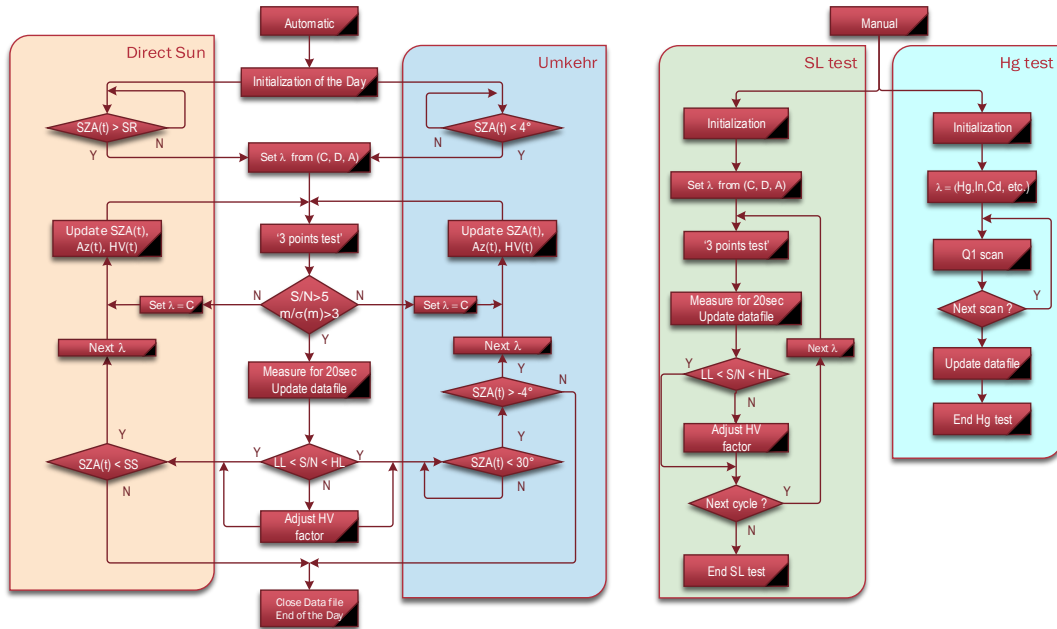 Automatic
Direct Sun
Umkehr
Initialization of the Day
SZA(t) > SR
N
Y
SZA(t) < 4°
N
Y
Set λ from (C, D, A)
Update SZA(t),
Az(t), HV(t)
'3 points test'
Update SZA(t),
Az(t), HV(t)
S/N>5
m/σ(m)>3
N
N
Y
Set λ = C
Set λ = C
Next λ
Next λ
Measure for 20sec
Update datafile
Y
N
SZA(t) > -4°
Y
Y
SZA(t) < SS
N
Y
LL < S/N < HL
Y
N
SZA(t) < 30°
N
Adjust HV
factor
Close Data file
End of the Day
Manual
SL test
Initialization
Set λ from (C, D, A)
'3 points test'
Measure for 20sec
Update datafile
Next λ
Y
LL < S/N < HL
N
Adjust HV
factor
Next cycle ?
Y
N
End SL test
Hg test
Initialization
λ = (Hg,In,Cd, etc.)
Q1 scan
Next scan ?
Y
Update datafile
End Hg test